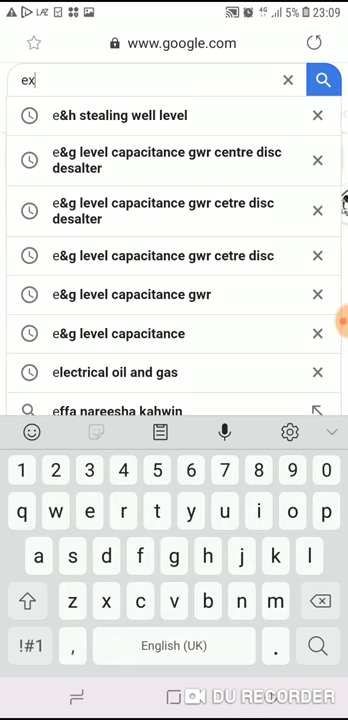 LAZ 4G 5% 23:09
www.google.com
ex
e&h stealing well level
e&g level capacitance gwr centre disc
desalter
e&g level capacitance gwr cetre disc
desalter
e&g level capacitance gwr cetre disc
e&g level capacitance gwr
e&g level capacitance
electrical oil and gas
effa nareesha kahwin
1 2 3 4 5 6 7 8 9 0
q w e r t y u i o p
a s d f g h j k l
z x c v b n m
!#1 , English (UK) .
DU RECORDER